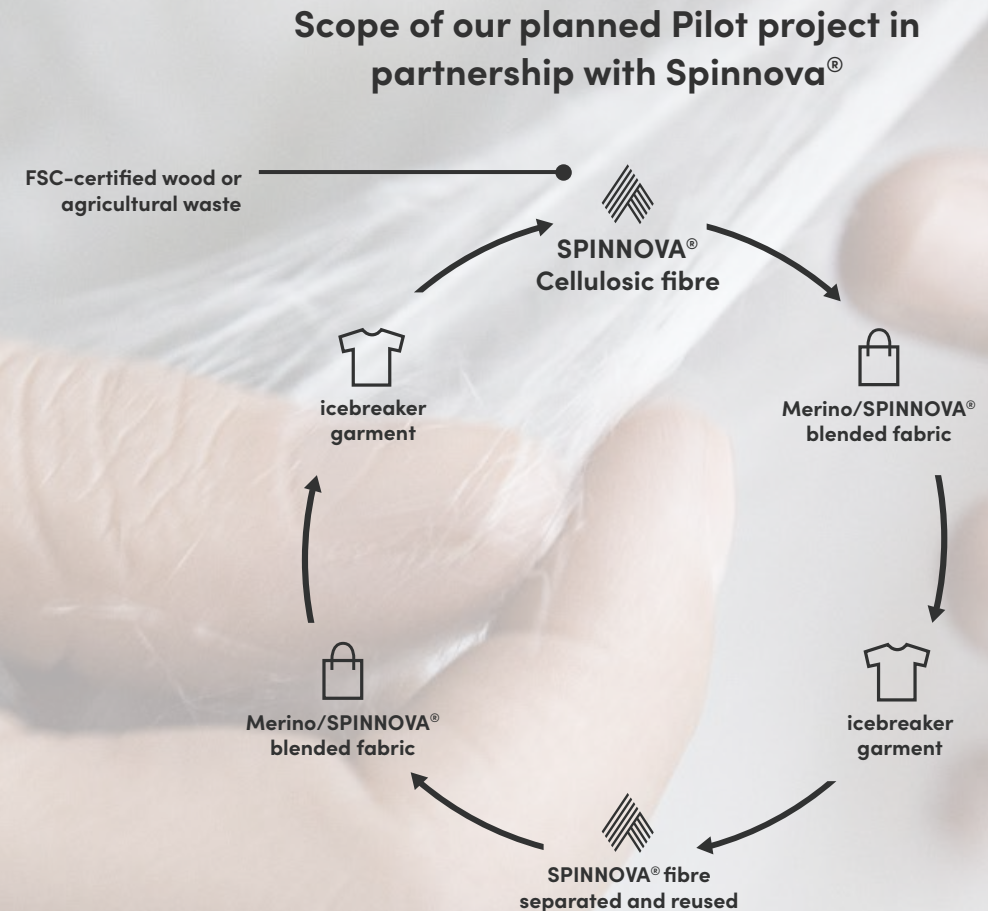 Scope of our planned Pilot project in
partnership with Spinnova®
FSC-certified wood or
agricultural waste
SPINNOVA®
Cellulosic fibre
icebreaker
garment
Merino/SPINNOVA®
blended fabric
Merino/SPINNOVA®
blended fabric
icebreaker
garment
SPINNOVA® fibre
separated and reused